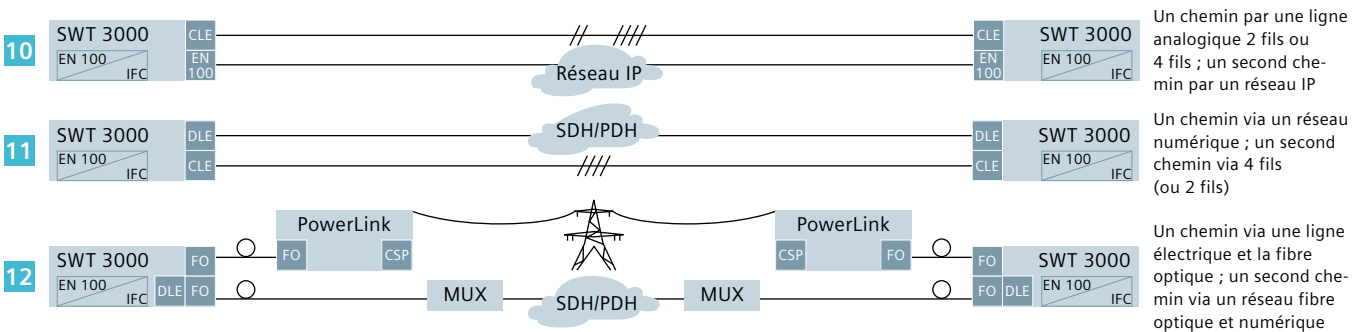 10
SWT 3000
EN 100
IFC
CLE
EN
100
Réseau IP
CLE
EN
100
SWT 3000
EN 100
IFC
Un chemin par une ligne
analogique 2 fils ou
4 fils ; un second che-
min par un réseau IP
11
SWT 3000
EN 100
IFC
DLE
CLE
SDH/PDH
DLE
CLE
SWT 3000
EN 100
IFC
Un chemin via un réseau
numérique ; un second
chemin via 4 fils
(ou 2 fils)
12
SWT 3000
EN 100
IFC
FO
DLE FO
PowerLink
FO
CSP
MUX
SDH/PDH
MUX
PowerLink
CSP
FO
FO
FO DLE
SWT 3000
EN 100
IFC
Un chemin via une ligne
électrique et la fibre
optique ; un second che-
min via un réseau fibre
optique et numérique